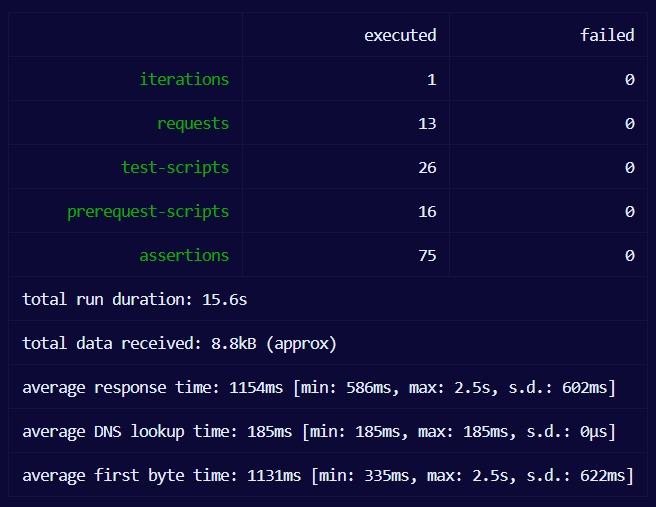 executed failed
iterations 1 0
requests 13 0
test-scripts 26 0
prerequest-scripts 16 0
assertions 75 0
total run duration: 15.6s
total data received: 8.8kB (approx)
average response time: 1154ms [min: 586ms, max: 2.5s, s.d.: 602ms]
average DNS lookup time: 185ms [min: 185ms, max: 185ms, s.d.: 0µs]
average first byte time: 1131ms [min: 335ms, max: 2.5s, s.d.: 622ms]